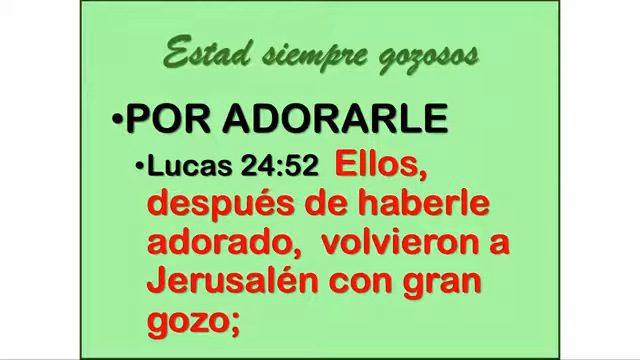 Estad siempre gozosos
•POR ADORARLE
•Lucas 24:52 Ellos,
después de haberle
adorado, volvieron a
Jerusalén con gran
gozo;